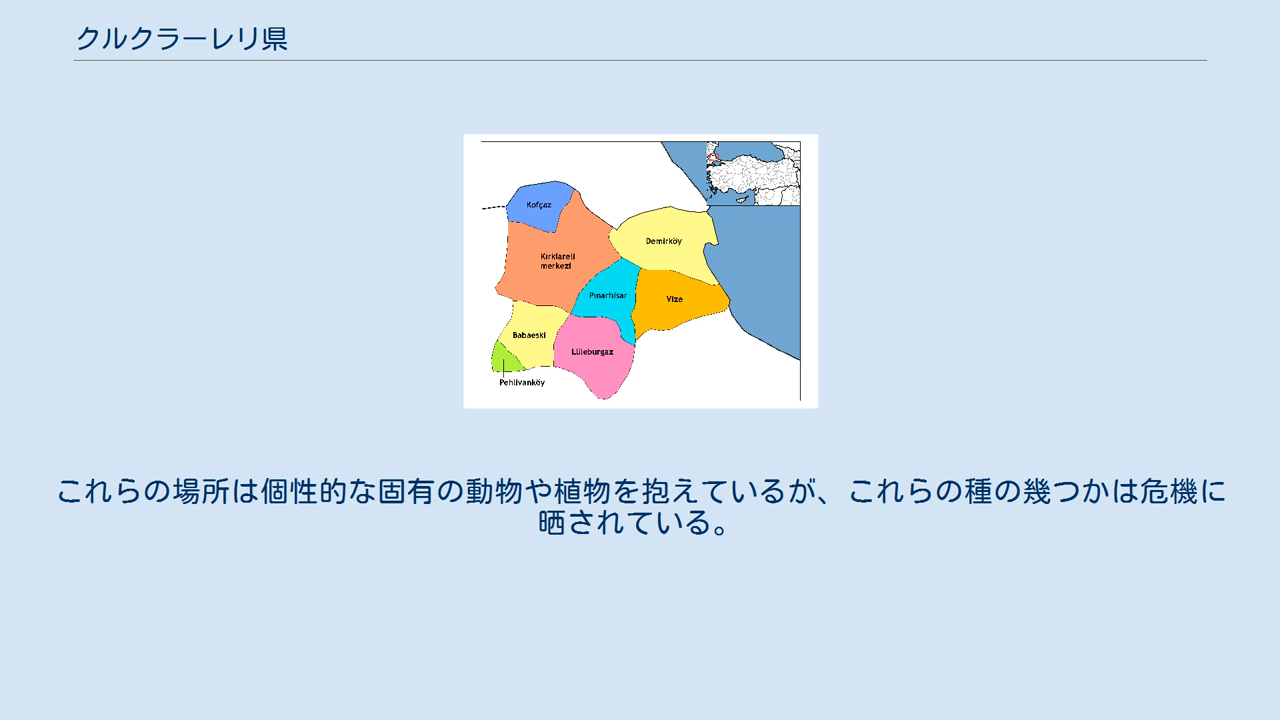 クルクラーレリ県
Kofçaz
Demirköy
Kırklareli
merkezi
Pınarhisar
Vize
Babaeski
Lüleburgaz
Pehlivanköy
これらの場所は個性的な固有の動物や植物を抱えているが、これらの種の幾つかは危機に
晒されている。